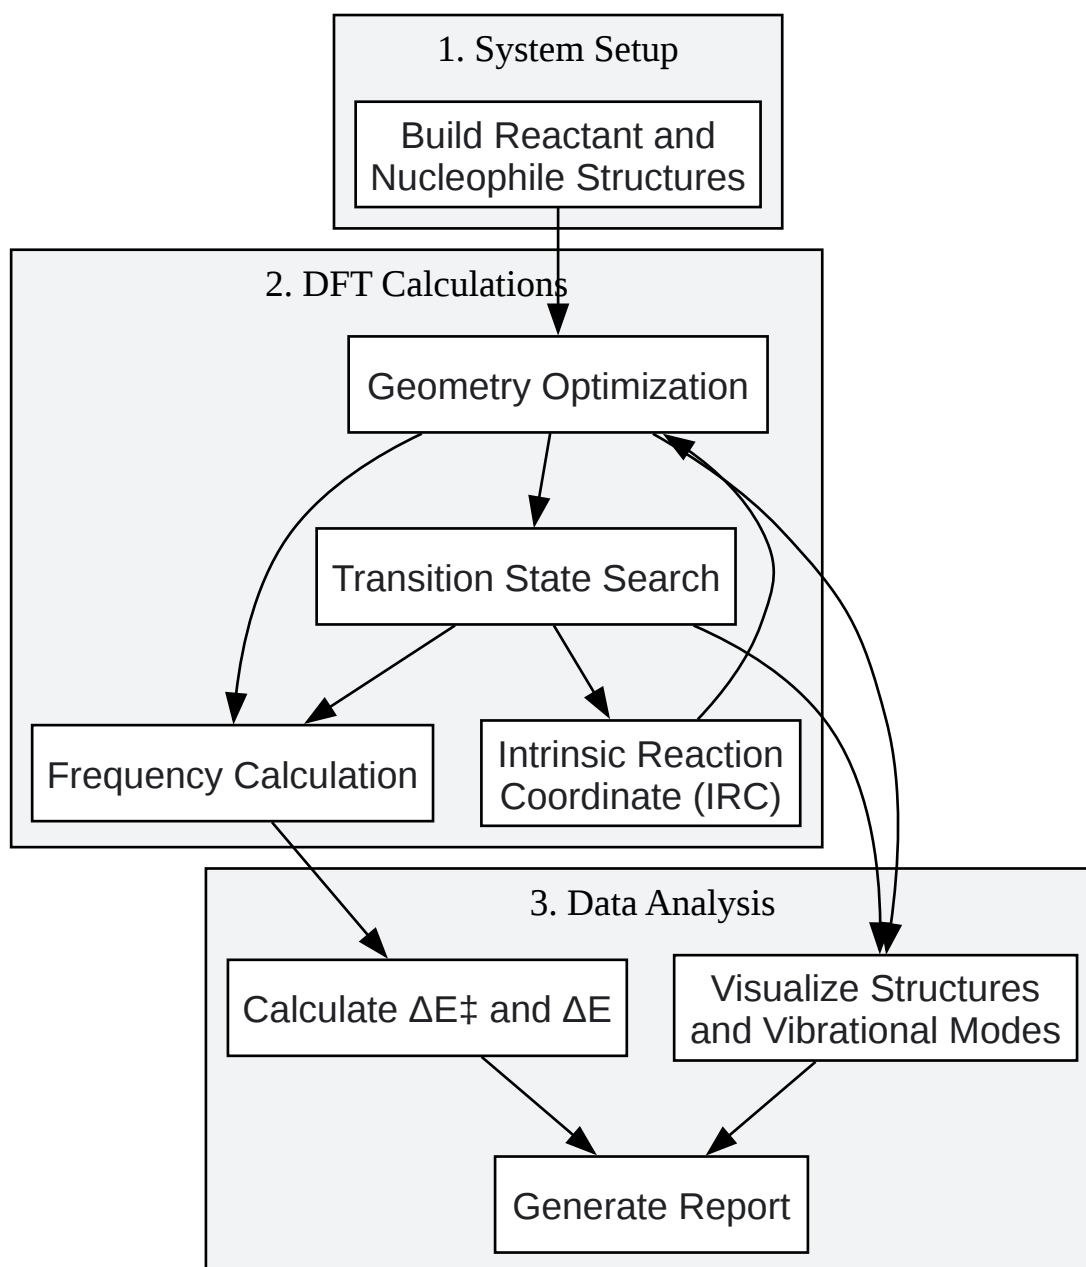 1. System Setup
Build Reactant and
Nucleophile Structures
2. DFT Calculations
Geometry Optimization
Transition State Search
Frequency Calculation
Intrinsic Reaction
Coordinate (IRC)
3. Data Analysis
Calculate ΔE‡ and ΔE
Visualize Structures
and Vibrational Modes
Generate Report